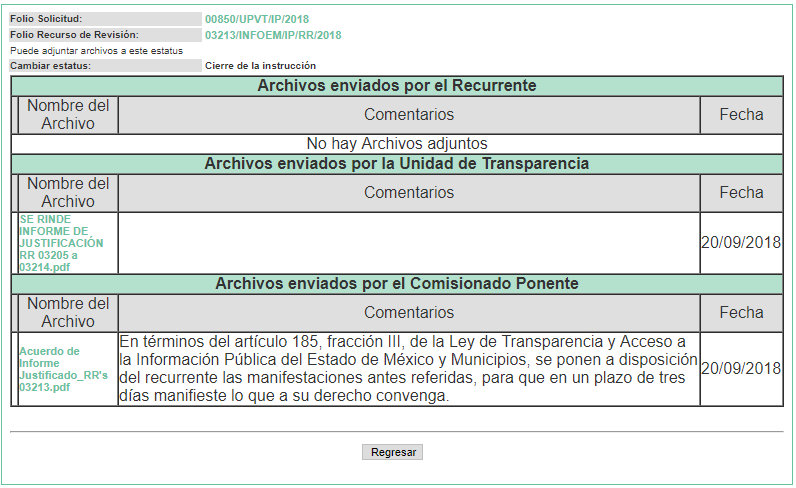 Folio Solicitud: 00850/UPVT/IP/2018
Folio Recurso de Revisión: 03213/INFOEM/IP/RR/2018
Puede adjuntar archivos a este estatus
Cambiar estatus: Cierre de la instrucción
Archivos enviados por el Recurrente
Nombre del Archivo Comentarios Fecha
No hay Archivos adjuntos
Archivos enviados por la Unidad de Transparencia
Nombre del Archivo Comentarios Fecha
SE RINDE
INFORME DE
JUSTIFICACIÓN
RR 03205 a
03214.pdf
20/09/2018
Archivos enviados por el Comisionado Ponente
Nombre del Archivo Comentarios Fecha
Acuerdo de
Informe
Justificado_RR's
03213.pdf
En términos del artículo 185, fracción III, de la Ley de Transparencia y Acceso a
la Información Pública del Estado de México y Municipios, se ponen a disposición
del recurrente las manifestaciones antes referidas, para que en un plazo de tres
días manifieste lo que a su derecho convenga.
20/09/2018
Regresar